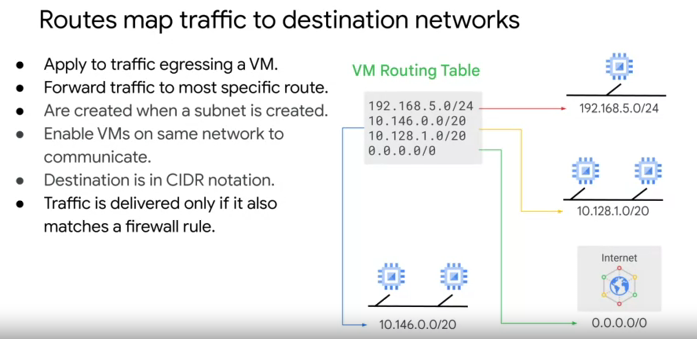 Routes map traffic to destination networks
● Apply to traffic egressing a VM.
● Forward traffic to most specific route.
● Are created when a subnet is created.
● Enable VMs on same network to
communicate.
● Destination is in CIDR notation.
● Traffic is delivered only if it also
matches a firewall rule.
VM Routing Table
192.168.5.0/24
10.146.0.0/20
10.128.1.0/20
0.0.0.0/0
192.168.5.0/24
10.128.1.0/20
Internet
0.0.0.0/0
10.146.0.0/20